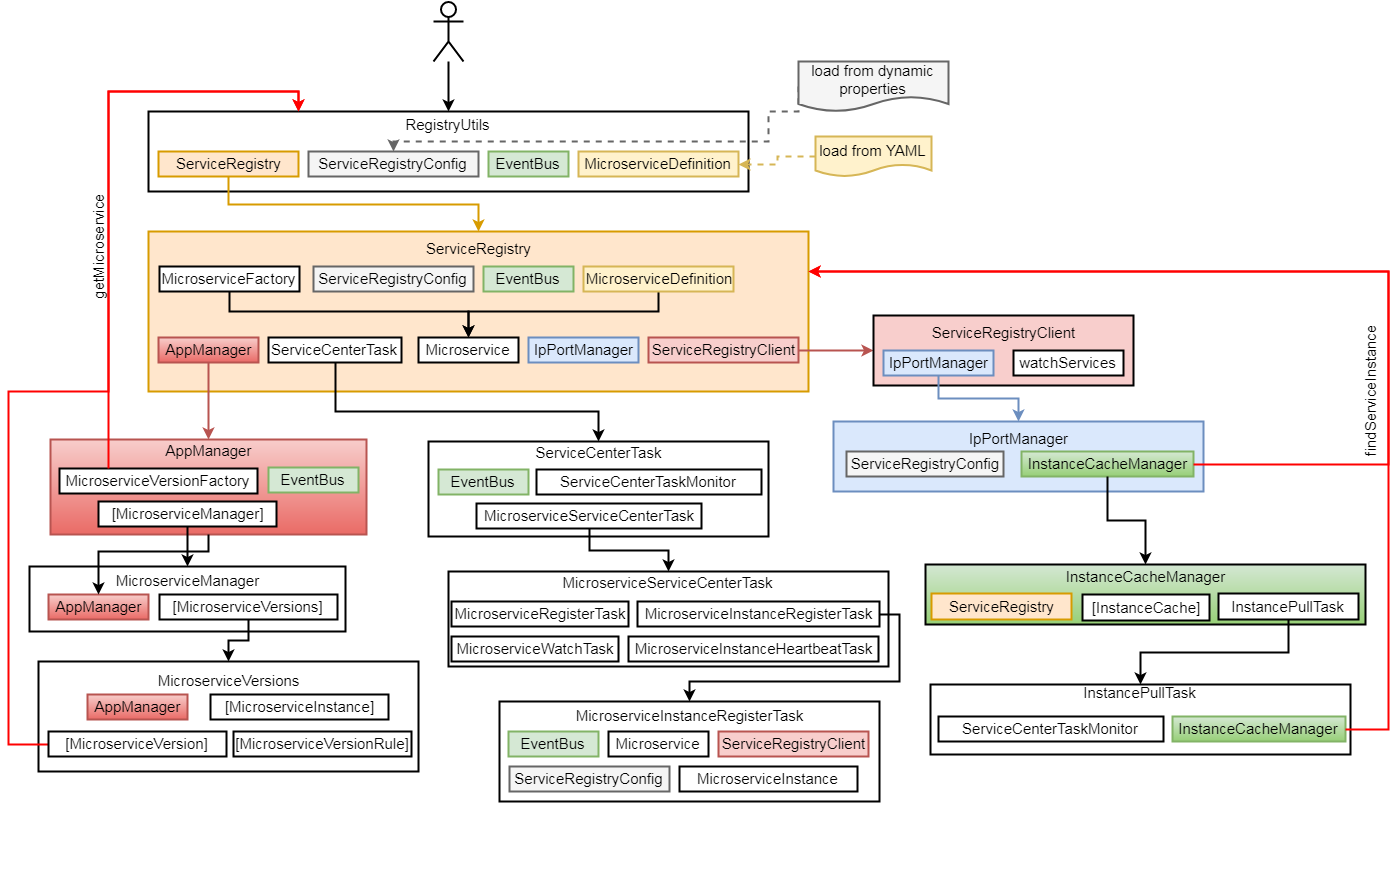 load from dynamic
properties
RegistryUtils
ServiceRegistry
ServiceRegistryConfig
EventBus
MicroserviceDefinition
load from YAML
getMicroservice
ServiceRegistry
MicroserviceFactory
ServiceRegistryConfig
EventBus
MicroserviceDefinition
AppManager
ServiceCenterTask
Microservice
IpPortManager
ServiceRegistryClient
ServiceRegistryClient
IpPortManager
watchServices
findServiceInstance
AppManager
MicroserviceVersionFactory
EventBus
[MicroserviceManager]
ServiceCenterTask
EventBus
ServiceCenterTaskMonitor
MicroserviceServiceCenterTask
IpPortManager
ServiceRegistryConfig
InstanceCacheManager
MicroserviceManager
AppManager
[MicroserviceVersions]
MicroserviceServiceCenterTask
MicroserviceRegisterTask
MicroserviceInstanceRegisterTask
MicroserviceWatchTask
MicroserviceInstanceHeartbeatTask
InstanceCacheManager
ServiceRegistry
[InstanceCache]
InstancePullTask
MicroserviceVersions
AppManager
[MicroserviceInstance]
[MicroserviceVersion]
[MicroserviceVersionRule]
MicroserviceInstanceRegisterTask
EventBus
Microservice
ServiceRegistryClient
ServiceRegistryConfig
MicroserviceInstance
InstancePullTask
ServiceCenterTaskMonitor
InstanceCacheManager